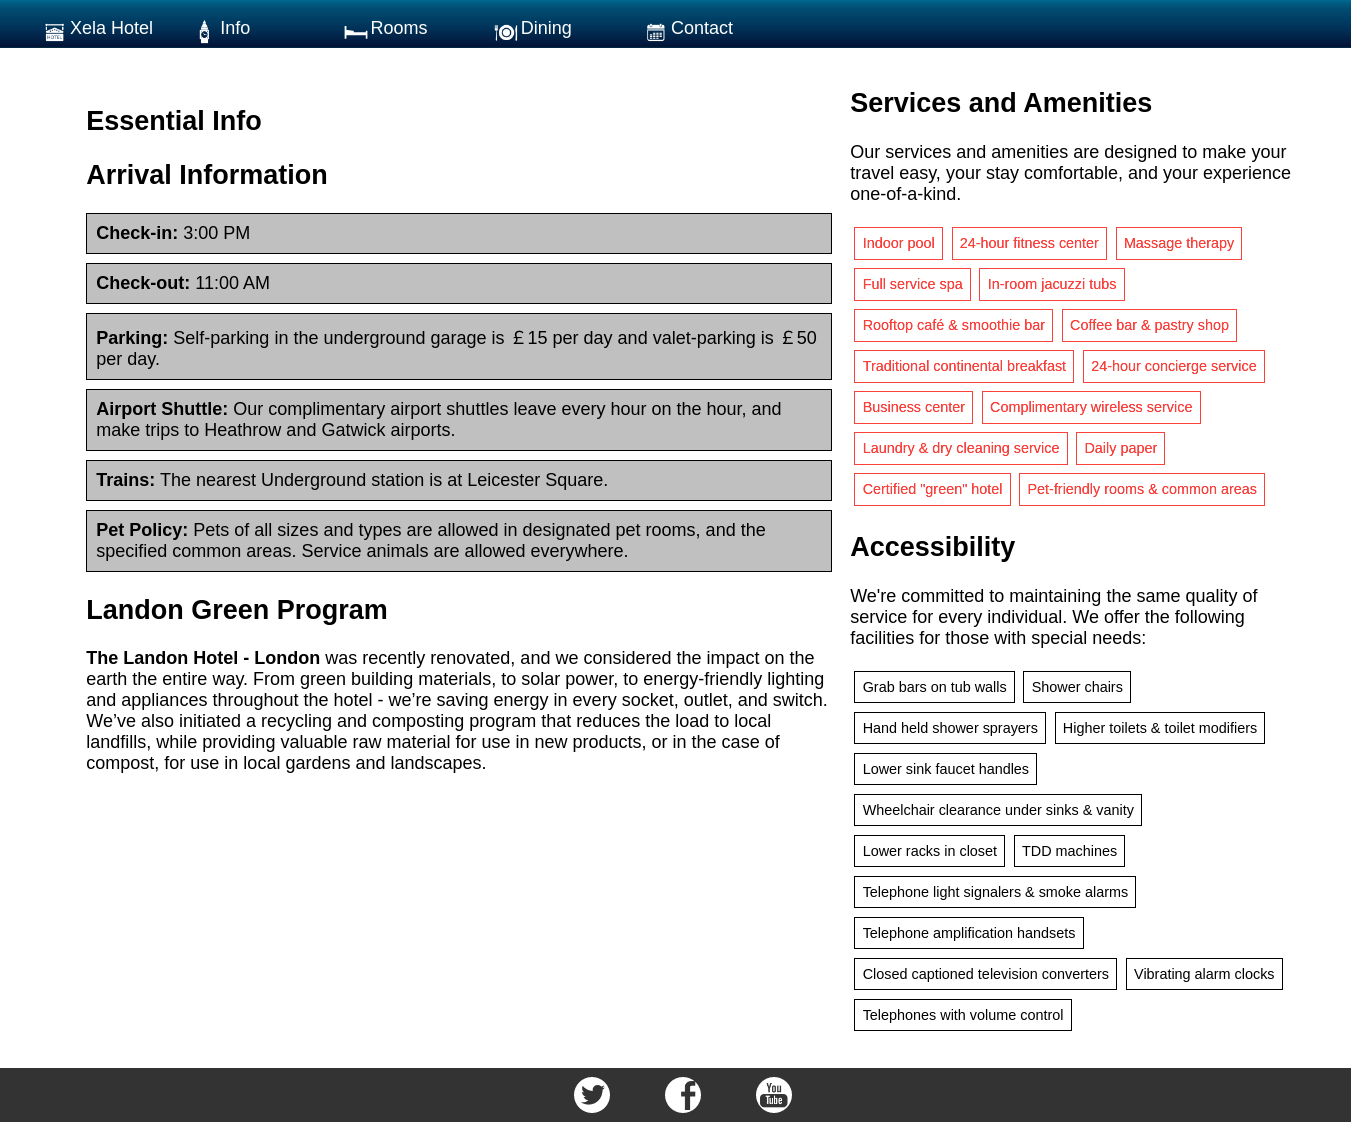 Xela Hotel
Info
Rooms
Dining
Contact
Essential Info
Arrival Information
Check-in: 3:00 PM
Check-out: 11:00 AM
Parking: Self-parking in the underground garage is ￡15 per day and valet-parking is ￡50
per day.
Airport Shuttle: Our complimentary airport shuttles leave every hour on the hour, and
make trips to Heathrow and Gatwick airports.
Trains: The nearest Underground station is at Leicester Square.
Pet Policy: Pets of all sizes and types are allowed in designated pet rooms, and the
specified common areas. Service animals are allowed everywhere.
Landon Green Program
The Landon Hotel - London was recently renovated, and we considered the impact on the
earth the entire way. From green building materials, to solar power, to energy-friendly lighting
and appliances throughout the hotel - we’re saving energy in every socket, outlet, and switch.
We’ve also initiated a recycling and composting program that reduces the load to local
landfills, while providing valuable raw material for use in new products, or in the case of
compost, for use in local gardens and landscapes.
Services and Amenities
Our services and amenities are designed to make your
travel easy, your stay comfortable, and your experience
one-of-a-kind.
Indoor pool 24-hour fitness center Massage therapy
Full service spa In-room jacuzzi tubs
Rooftop café & smoothie bar Coffee bar & pastry shop
Traditional continental breakfast 24-hour concierge service
Business center Complimentary wireless service
Laundry & dry cleaning service Daily paper
Certified "green" hotel Pet-friendly rooms & common areas
Accessibility
We're committed to maintaining the same quality of
service for every individual. We offer the following
facilities for those with special needs:
Grab bars on tub walls Shower chairs
Hand held shower sprayers Higher toilets & toilet modifiers
Lower sink faucet handles
Wheelchair clearance under sinks & vanity
Lower racks in closet TDD machines
Telephone light signalers & smoke alarms
Telephone amplification handsets
Closed captioned television converters Vibrating alarm clocks
Telephones with volume control
You
Tube